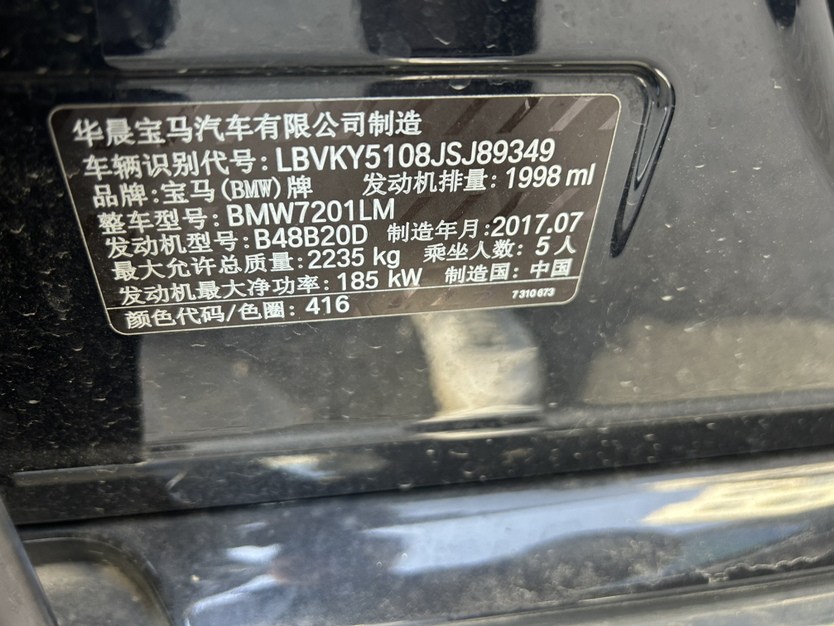 华晨宝马汽车有限公司制造
车辆识别代号: LBVKY5108JSJ89349
品牌: 宝马(BMW)牌 发动机排量: 1998 ml
整车型号: BMW7201LM
发动机型号: B48B20D 制造年月: 2017.07
最大允许总质量: 2235 kg 乘坐人数: 5人
发动机最大净功率: 185 kW 制造国: 中国
颜色代码/色圈: 416 7 310 673